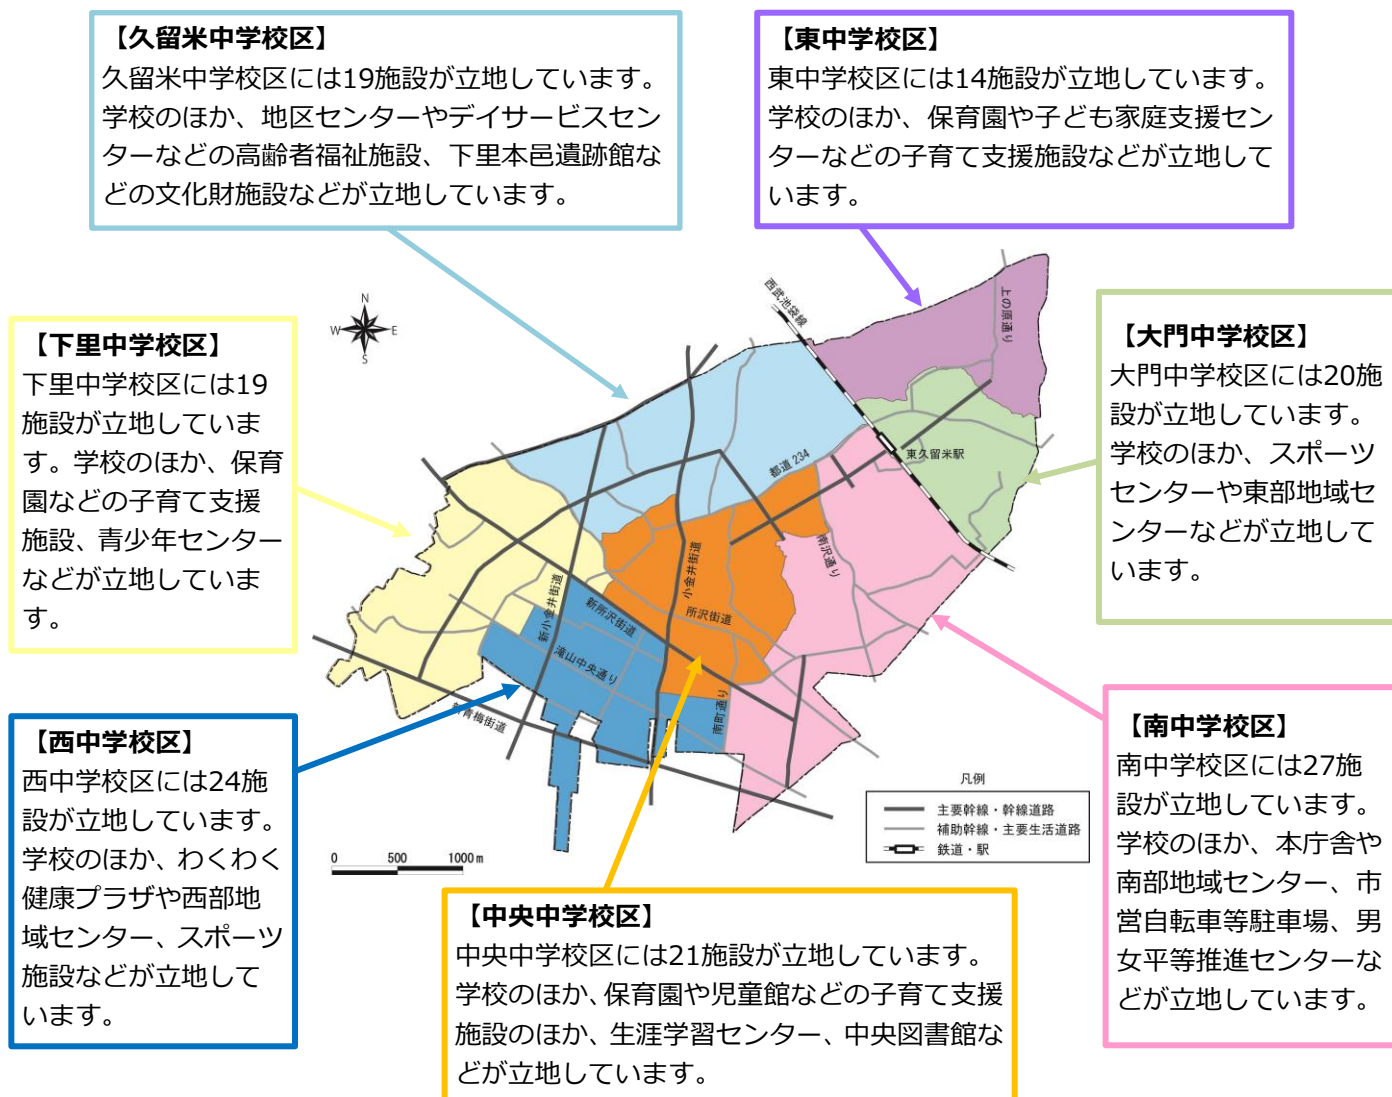 【久留米中学校区】
久留米中学校区には19施設が立地しています。
学校のほか、地区センターやデイサービスセン
ターなどの高齢者福祉施設、下里本邑遺跡館な
どの文化財施設などが立地しています。
【東中学校区】
東中学校区には14施設が立地しています。
学校のほか、保育園や子ども家庭支援セン
ターなどの子育て支援施設などが立地して
います。
【下里中学校区】
下里中学校区には19
施設が立地していま
す。学校のほか、保育
園などの子育て支援
施設、青少年センター
などが立地していま
す。
【大門中学校区】
大門中学校区には20施
設が立地しています。
学校のほか、スポーツ
センターや東部地域セ
ンターなどが立地して
います。
N
W
E
S
西武池袋線
上の原通り
東久留米駅
都道234
南沢通り
小金井街道
所沢街道
新所沢街道
新小金井街道
滝山中央通り
南町通り
新青梅街道
【西中学校区】
西中学校区には24施
設が立地しています。
学校のほか、わくわく
健康プラザや西部地
域センター、スポーツ
施設などが立地して
います。
【南中学校区】
南中学校区には27施
設が立地しています。
学校のほか、本庁舎や
南部地域センター、市
営自転車等駐車場、男
女平等推進センターな
どが立地しています。
凡例
主要幹線・幹線道路
補助幹線・主要生活道路
鉄道・駅
0 500 1000m
【中央中学校区】
中央中学校区には21施設が立地しています。
学校のほか、保育園や児童館などの子育て支援
施設のほか、生涯学習センター、中央図書館な
どが立地しています。